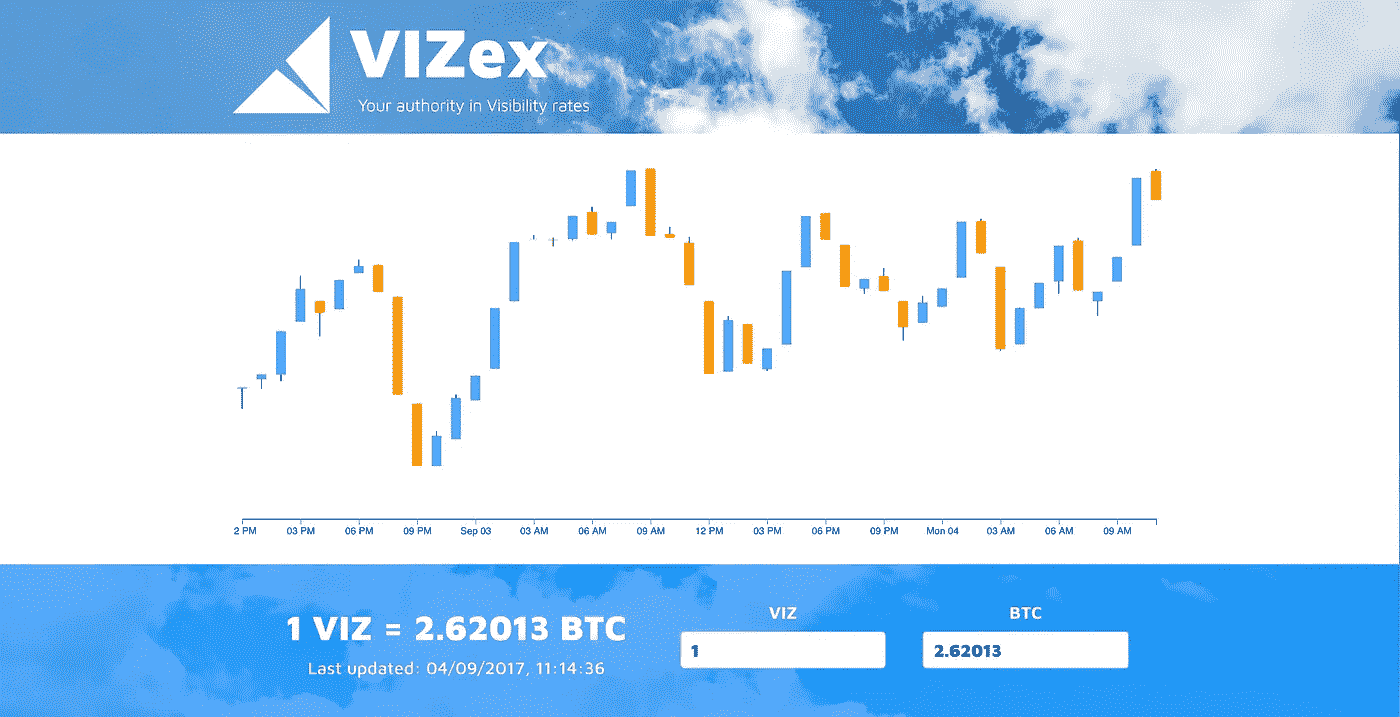 VIZex
Your authority in Visibility rates
2 PM 03 PM 06 PM 09 PM Sep 03 03 AM 06 AM 09 AM 12 PM 03 PM 06 PM 09 PM Mon 04 03 AM 06 AM 09 AM
1 VIZ = 2.62013 BTC
Last updated: 04/09/2017, 11:14:36
VIZ
1
BTC
2.62013